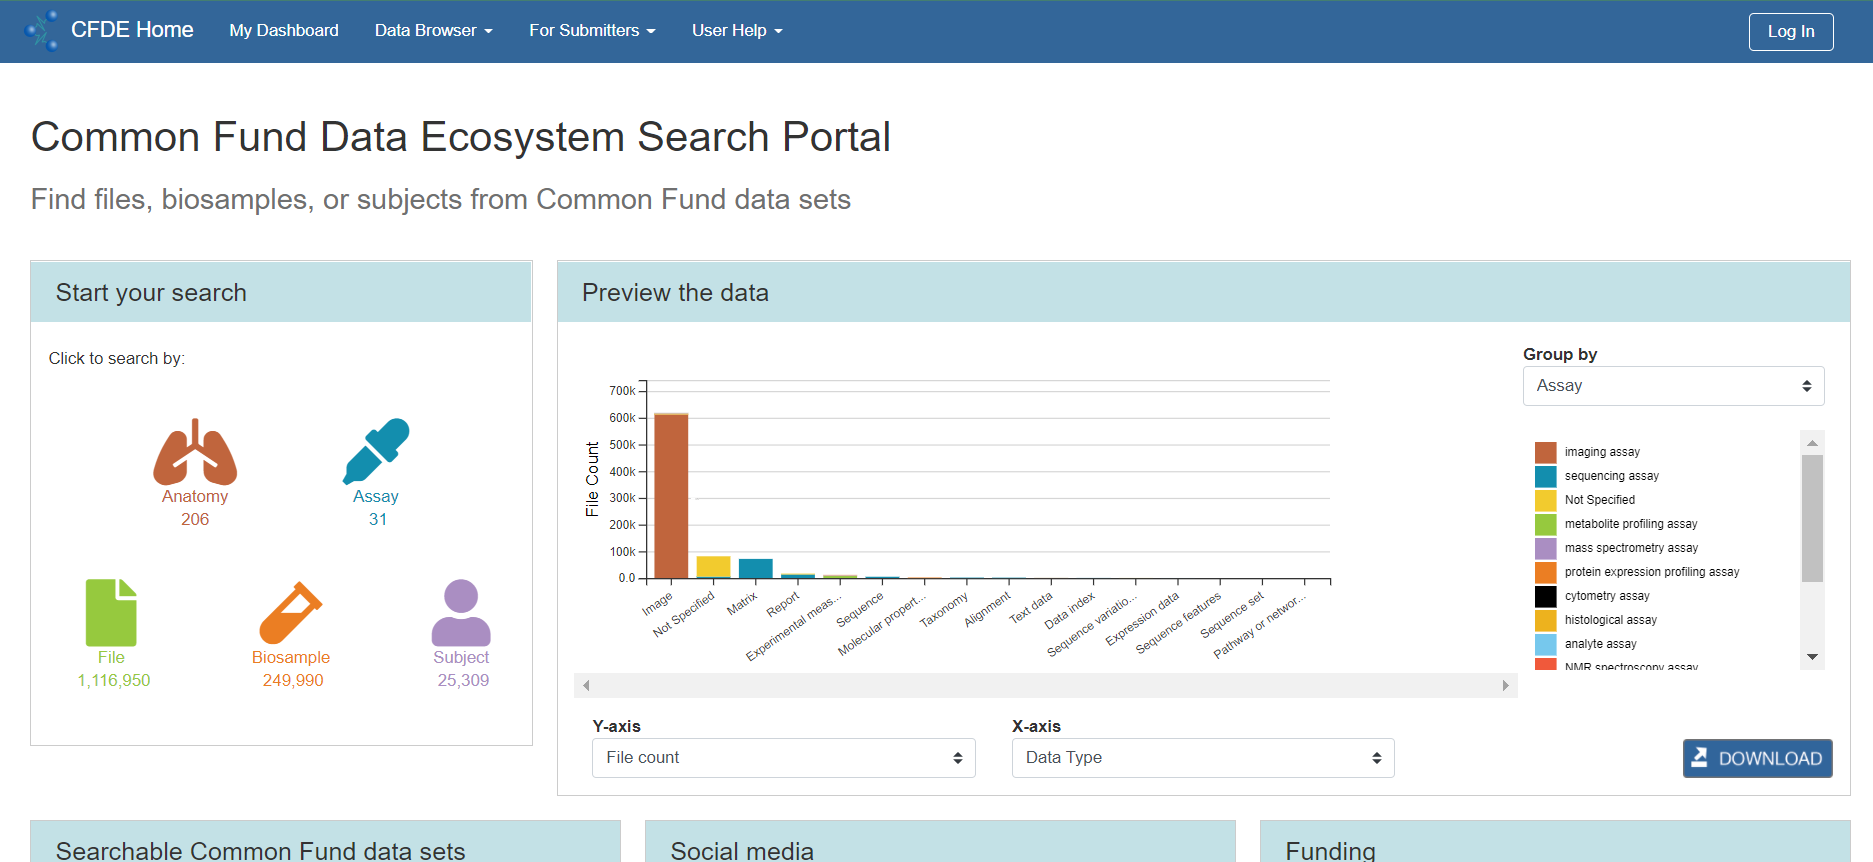 CFDE Home
My Dashboard
Data Browser
For Submitters
User Help
Log In
Common Fund Data Ecosystem Search Portal
Find files, biosamples, or subjects from Common Fund data sets
Start your search
Click to search by:
Anatomy
206
Assay
31
File
1,116,950
Biosample
249,990
Subject
25,309
Preview the data
Group by
Assay
700k
600k
500k
400k
300k
200k
100k
0.0
File Count
Image
Not Specified
Matrix
Report
Experimental meas...
Sequence
Molecular propert...
Taxonomy
Alignment
Text data
Data index
Sequence variatio...
Expression data
Sequence features
Sequence set
Pathway or networ...
imaging assay
sequencing assay
Not Specified
metabolite profiling assay
mass spectrometry assay
protein expression profiling assay
cytometry assay
histological assay
analyte assay
NMR spectroscopy assay
Y-axis
File count
X-axis
Data Type
DOWNLOAD
Searchable Common Fund data sets
Social media
Funding